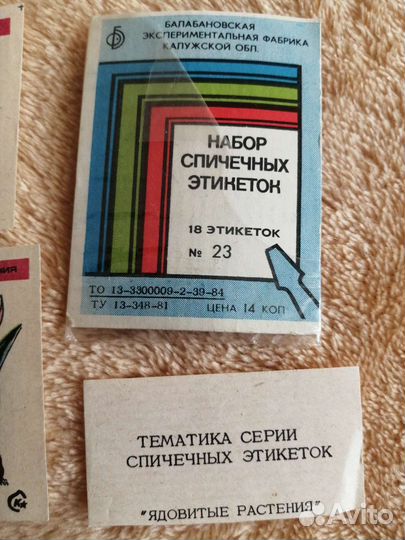 БАЛАБАНОВСКАЯ
ЭКСПЕРИМЕНТАЛЬНАЯ ФАБРИКА
КАЛУЖСКОЙ ОБЛ.
НАБОР
СПИЧЕЧНЫХ
ЭТИКЕТОК
18 ЭТИКЕТОК
№ 23
ТО 13-3300009-2-39-84
ТУ 13-348-81 ЦЕНА 14 КОП
ТЕМАТИКА СЕРИИ
СПИЧЕЧНЫХ ЭТИКЕТОК
"ЯДОВИТЫЕ РАСТЕНИЯ"
Avito